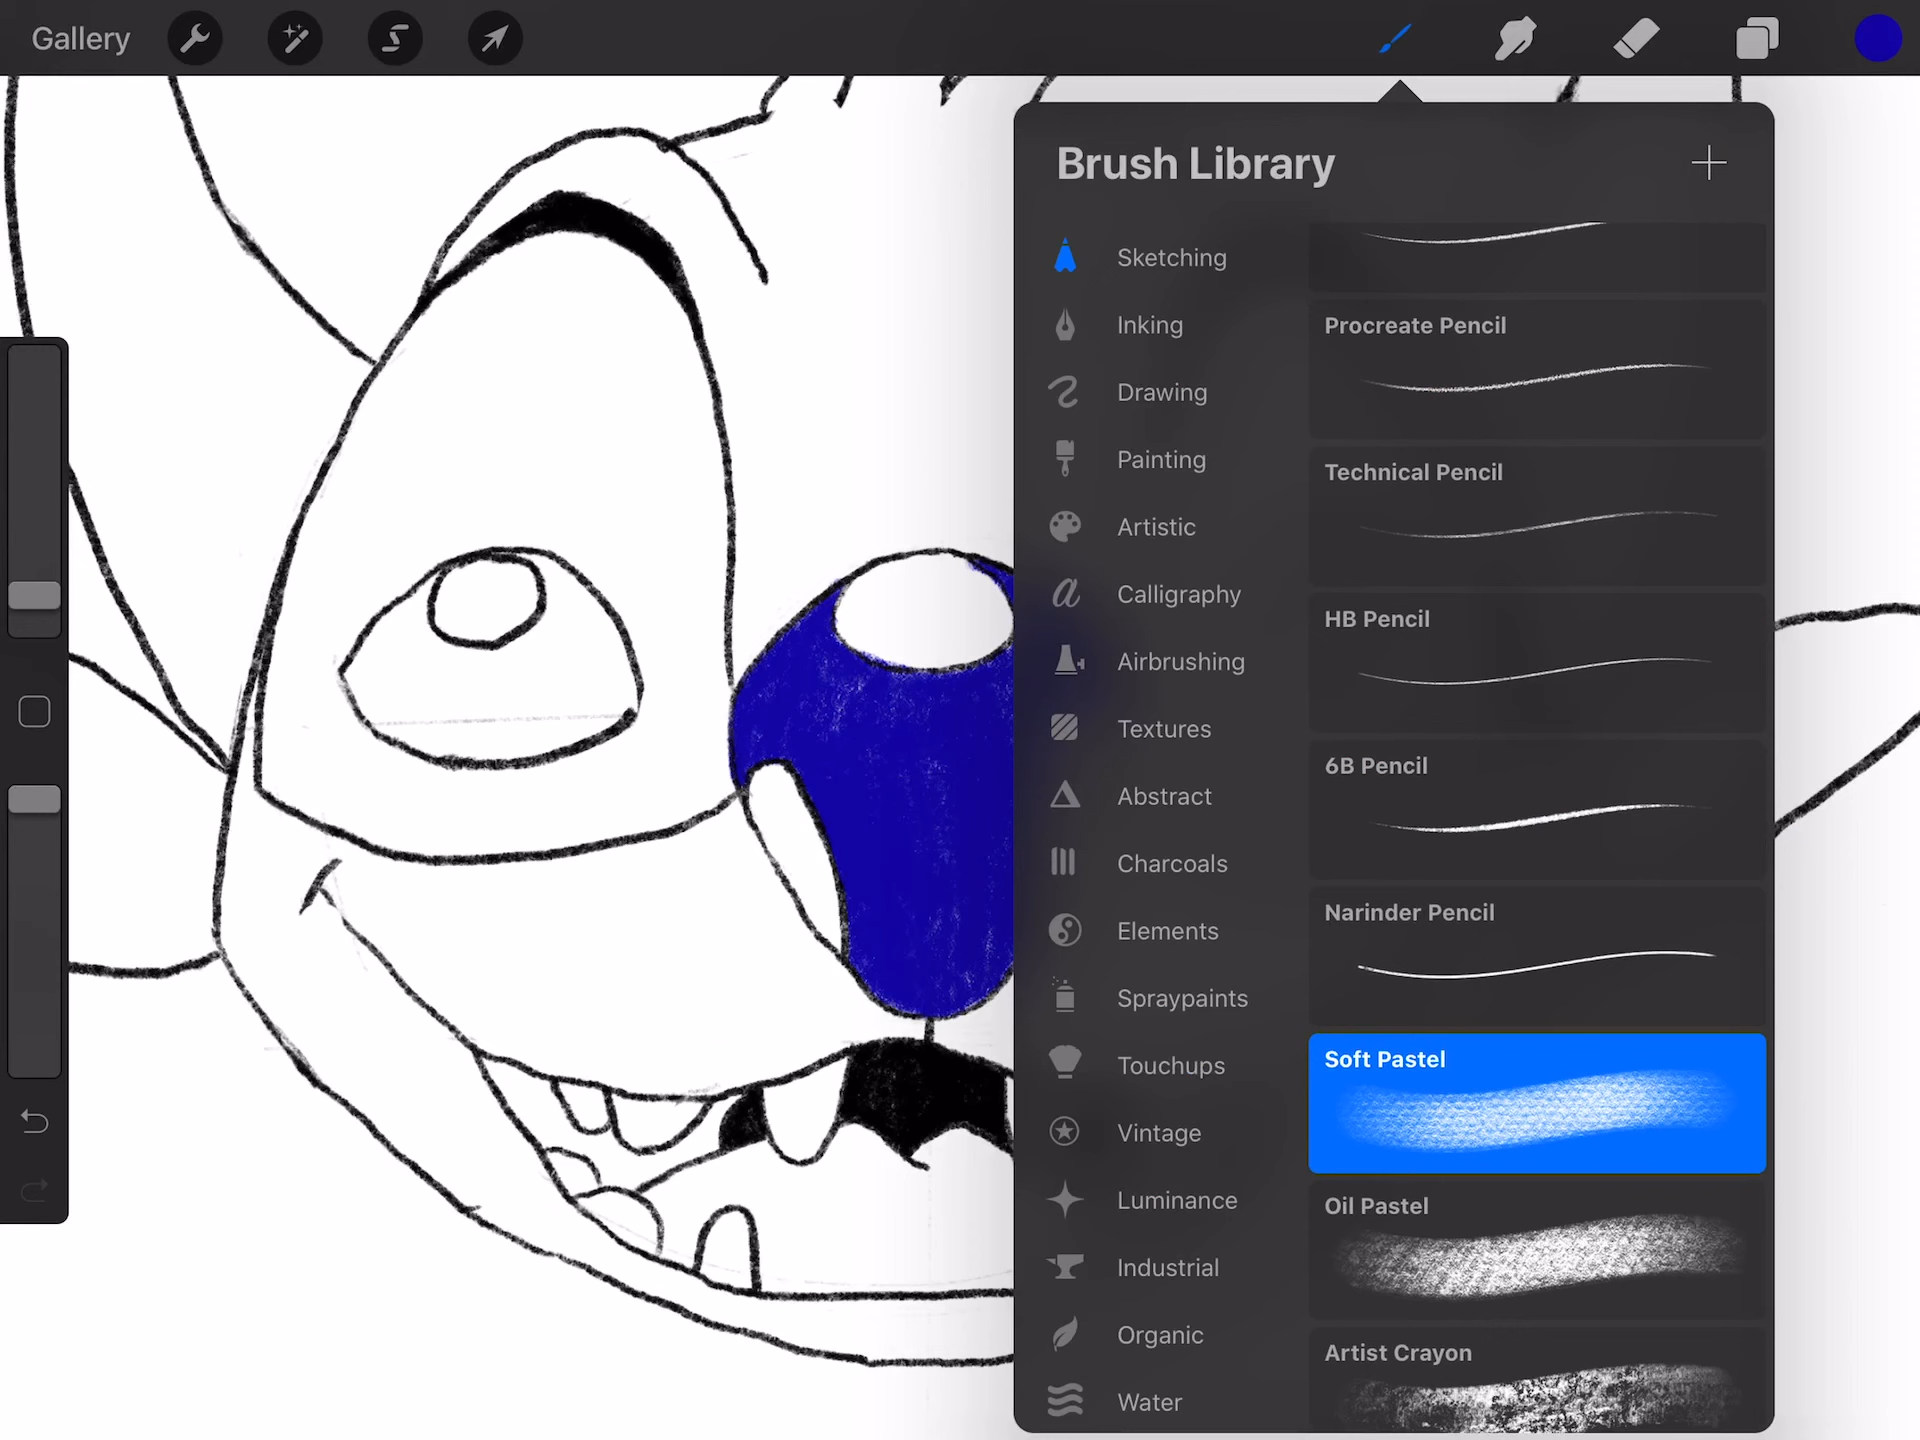 Gallery
Brush Library
Sketching
Inking
Drawing
Painting
Artistic
Calligraphy
Airbrushing
Textures
Abstract
Charcoals
Elements
Spraypaints
Touchups
Vintage
Luminance
Industrial
Organic
Water
Procreate Pencil
Technical Pencil
HB Pencil
6B Pencil
Narinder Pencil
Soft Pastel
Oil Pastel
Artist Crayon